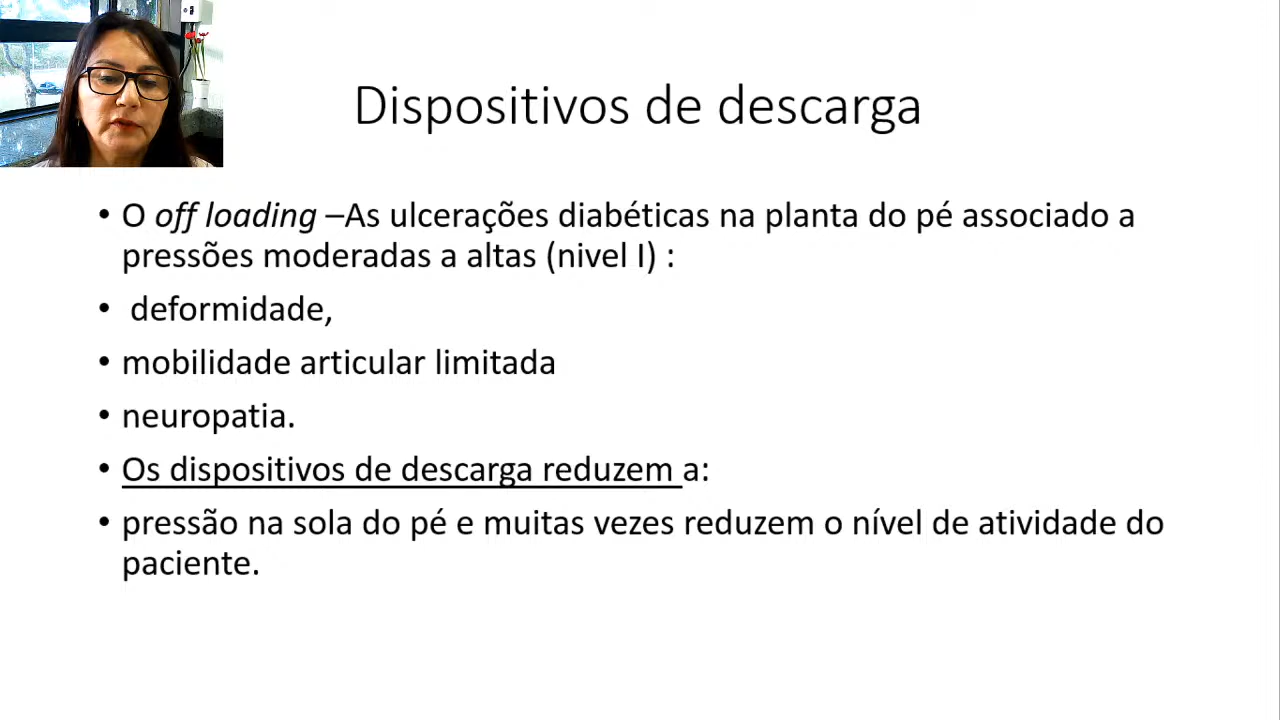 Dispositivos de descarga
• O off loading –As ulcerações diabéticas na planta do pé associado a
pressões moderadas a altas (nivel I) :
• deformidade,
• mobilidade articular limitada
• neuropatia.
• Os dispositivos de descarga reduzem a:
• pressão na sola do pé e muitas vezes reduzem o nível de atividade do
paciente.